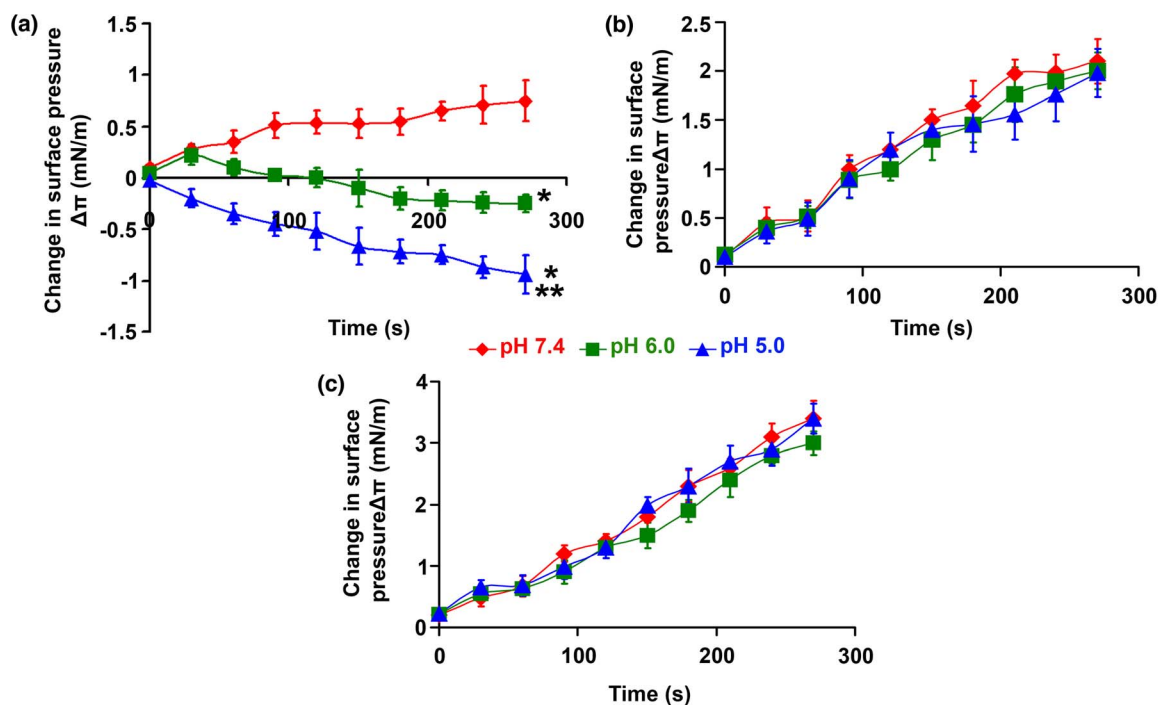 (a)
Change in surface pressure
Δπ (mN/m)
1.5
1
0.5
0
-0.5
-1
-1.5
0
100
200
300
*
*
**
Time (s)
(b)
Change in surface
pressureΔπ (mN/m)
2.5
2
1.5
1
0.5
0
0
100
200
300
Time (s)
pH 7.4
pH 6.0
pH 5.0
(c)
Change in surface
pressureΔπ (mN/m)
4
3
2
1
0
0
100
200
300
Time (s)